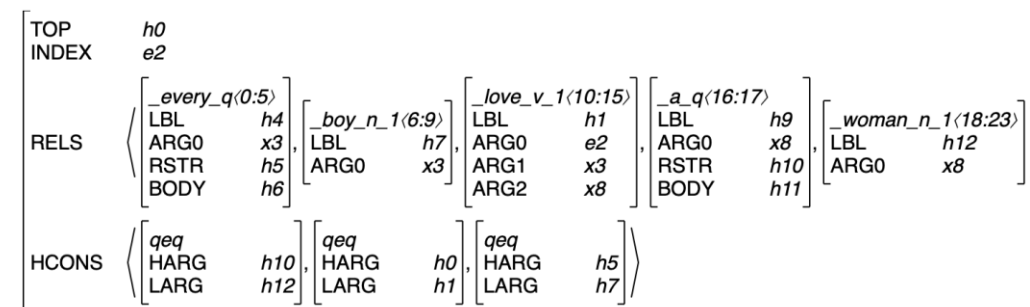 TOP h0
INDEX e2
_every_q⟨0:5⟩ _love_v_1⟨10:15⟩ _a_q⟨16:17⟩
LBL h4 _boy_n_1⟨6:9⟩ LBL h1 LBL h9 _woman_n_1⟨18:23⟩
RELS ⟨ ARG0 x3 , LBL h7 , ARG0 e2 , ARG0 x8 , LBL h12
RSTR h5 ARG0 x3 ARG1 x3 RSTR h10 ARG0 x8
BODY h6 ARG2 x8 BODY h11
qeq qeq qeq
HCONS ⟨ HARG h10 , HARG h0 , HARG h5 ⟩
LARG h12 LARG h1 LARG h7